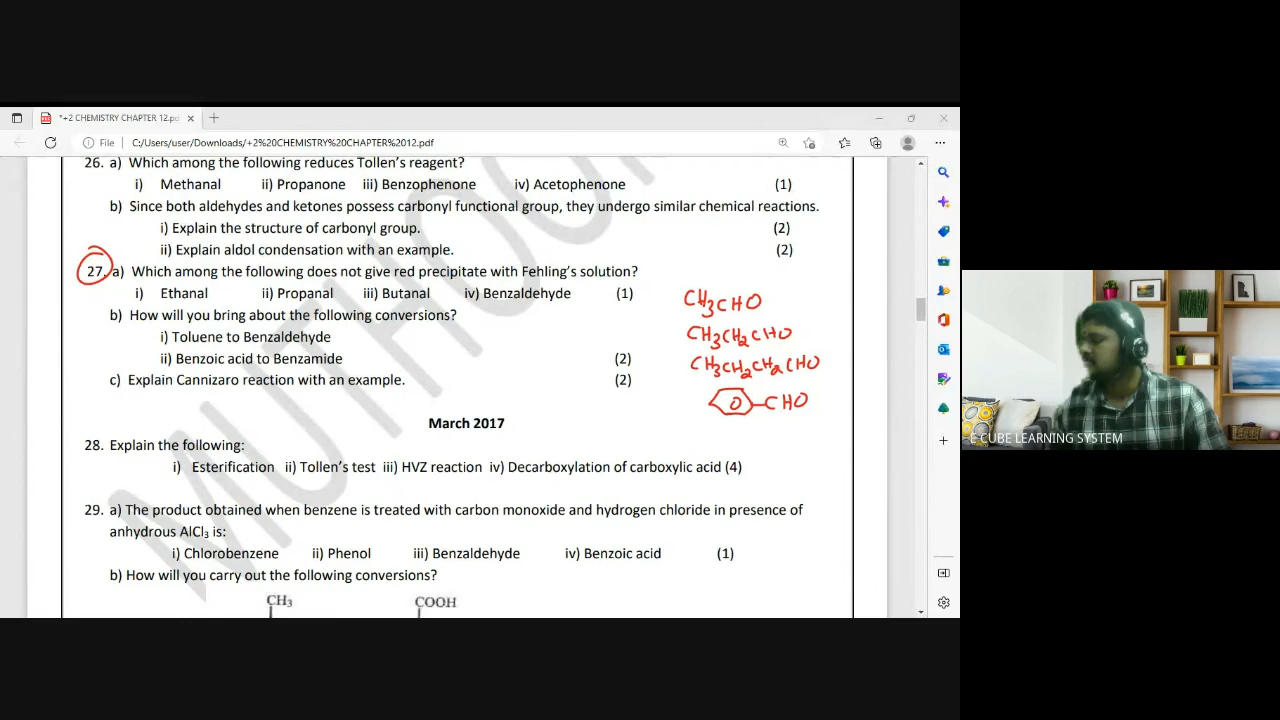 *+2 CHEMISTRY CHAPTER 12.pd
File
C:/Users/user/Downloads/+2%20CHEMISTRY%20CHAPTER%2012.pdf
26. a) Which among the following reduces Tollen’s reagent?
i) Methanal ii) Propanone iii) Benzophenone iv) Acetophenone (1)
b) Since both aldehydes and ketones possess carbonyl functional group, they undergo similar chemical reactions.
i) Explain the structure of carbonyl group. (2)
ii) Explain aldol condensation with an example. (2)
27. a) Which among the following does not give red precipitate with Fehling’s solution?
i) Ethanal ii) Propanal iii) Butanal iv) Benzaldehyde (1)
b) How will you bring about the following conversions?
i) Toluene to Benzaldehyde
ii) Benzoic acid to Benzamide (2)
c) Explain Cannizaro reaction with an example. (2)
CH3CHO
CH3CH2CHO
CH3CH2CH2CHO
CHO
March 2017
28. Explain the following:
i) Esterification ii) Tollen’s test iii) HVZ reaction iv) Decarboxylation of carboxylic acid (4)
29. a) The product obtained when benzene is treated with carbon monoxide and hydrogen chloride in presence of
anhydrous AlCl3 is:
i) Chlorobenzene ii) Phenol iii) Benzaldehyde iv) Benzoic acid (1)
b) How will you carry out the following conversions?
CH3 COOH
E CUBE LEARNING SYSTEM